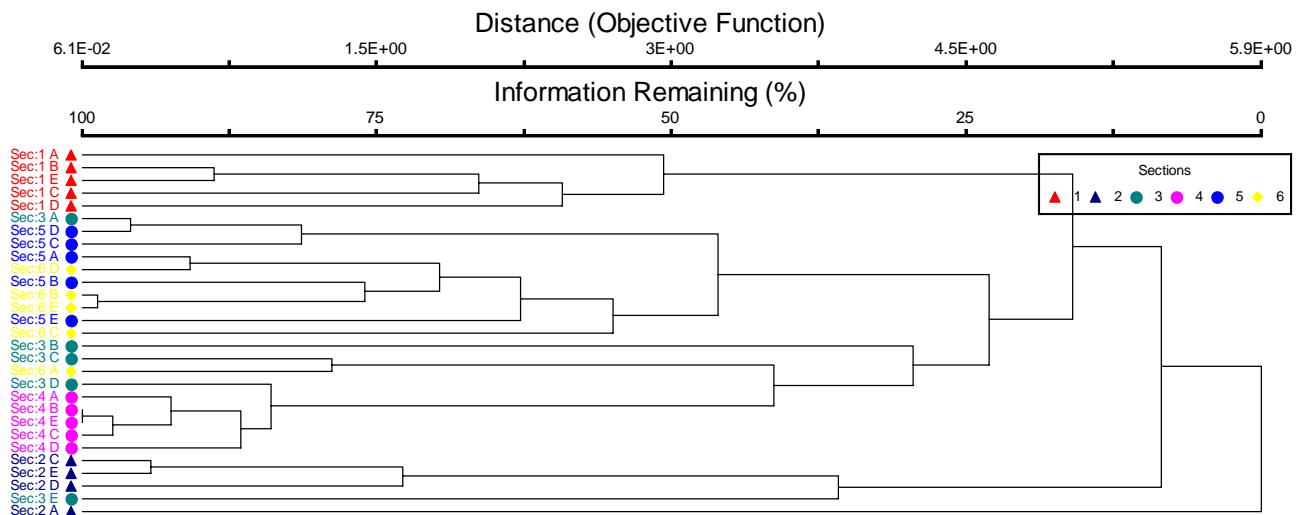 Distance (Objective Function)
6.1E-02 1.5E+00 3E+00 4.5E+00 5.9E+00
Information Remaining (%)
100 75 50 25 0
Sec:1 A
Sec:1 B
Sec:1 E
Sec:1 C
Sec:1 D
Sec:3 A
Sec:5 D
Sec:5 C
Sec:5 A
Sec:6 D
Sec:5 B
Sec:6 B
Sec:6 E
Sec:5 E
Sec:6 C
Sec:3 B
Sec:3 C
Sec:6 A
Sec:3 D
Sec:4 A
Sec:4 B
Sec:4 E
Sec:4 C
Sec:4 D
Sec:2 C
Sec:2 E
Sec:2 D
Sec:3 E
Sec:2 A
Sections
1 2 3 4 5 6